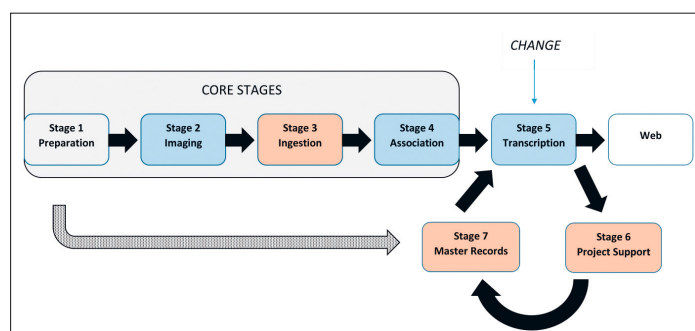 CHANGE
CORE STAGES
Stage 1
Preparation
Stage 2
Imaging
Stage 3
Ingestion
Stage 4
Association
Stage 5
Transcription
Web
Stage 7
Master Records
Stage 6
Project Support